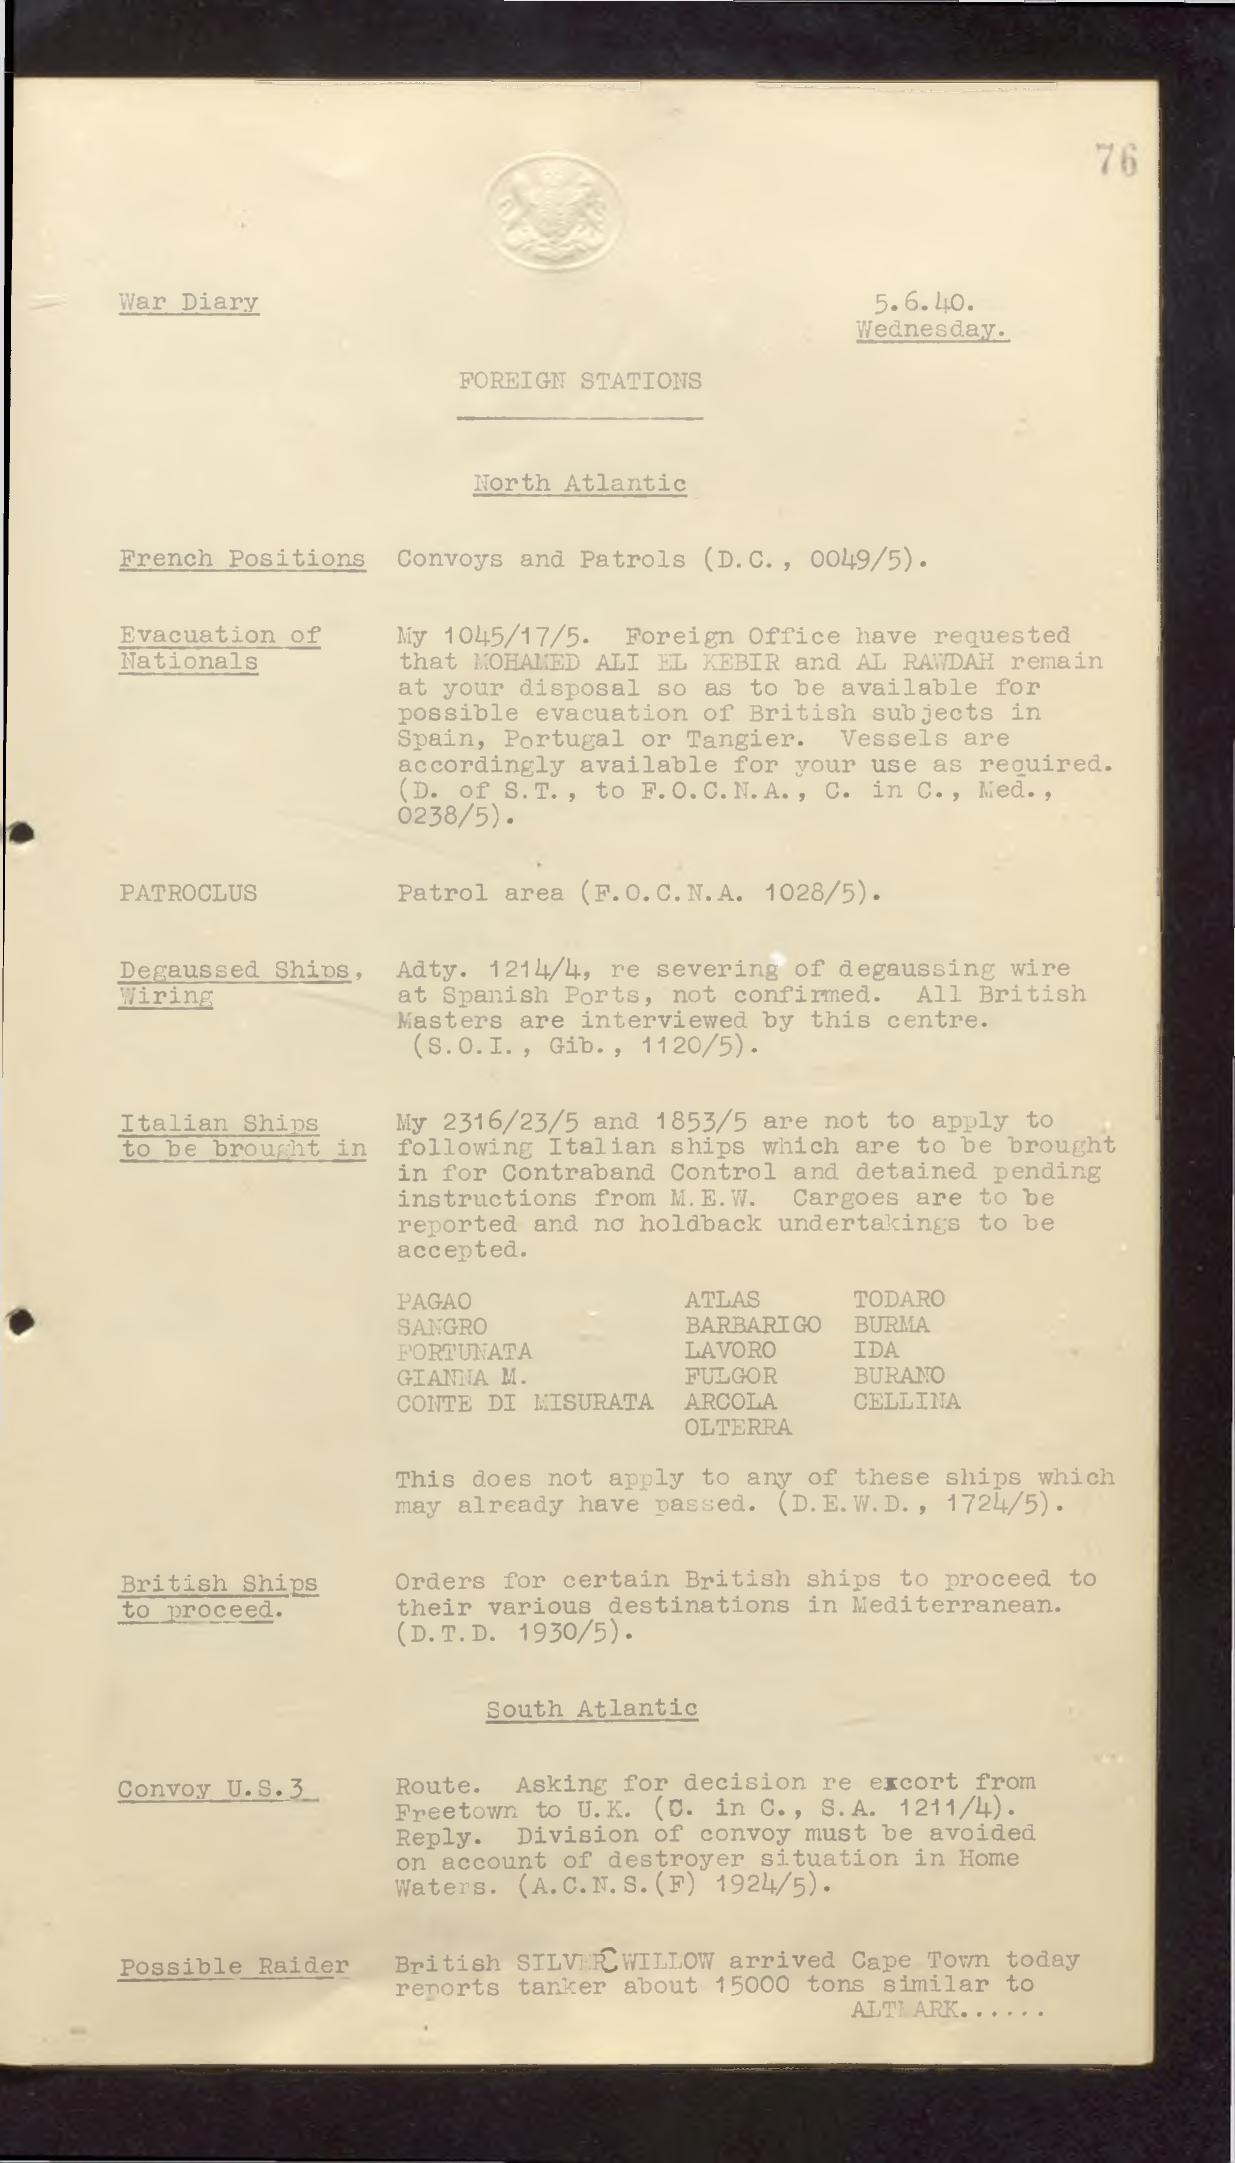 76
War Diary
5.6.40.
Wednesday.
FOREIGN STATIONS
North Atlantic
French Positions Convoys and Patrols (D.C., 0049/5).
Evacuation of My 1045/17/5. Foreign Office have requested
Nationals that MOHAMED ALI EL KEBIR and AL RAWDAH remain
at your disposal so as to be available for
possible evacuation of British subjects in
Spain, Portugal or Tangier. Vessels are
accordingly available for your use as required.
(D. of S.T., to F.O.C.N.A., C. in C., Med.,
0238/5).
PATROCLUS Patrol area (F.O.C.N.A. 1028/5).
Degaussed Ships, Adty. 1214/4, re severing of degaussing wire
Wiring at Spanish Ports, not confirmed. All British
Masters are interviewed by this centre.
(S.O.I., Gib., 1120/5).
Italian Ships My 2316/23/5 and 1853/5 are not to apply to
to be brought in following Italian ships which are to be brought
in for Contraband Control and detained pending
instructions from M.E.W. Cargoes are to be
reported and no holdback undertakings to be
accepted.
PAGAO ATLAS TODARO
SANGRO BARBARIGO BURMA
FORTUNATA LAVORO IDA
GIANNA M. FULGOR BURANO
CONTE DI MISURATA ARCOLA CELLINA
OLTERRA
This does not apply to any of these ships which
may already have passed. (D.E.W.D., 1724/5).
British Ships Orders for certain British ships to proceed to
to proceed. their various destinations in Mediterranean.
(D.T.D. 1930/5).
South Atlantic
Convoy U.S.3 Route. Asking for decision re escort from
Freetown to U.K. (C. in C., S.A. 1211/4).
Reply. Division of convoy must be avoided
on account of destroyer situation in Home
Waters. (A.C.N.S.(F) 1924/5).
Possible Raider British SILVER WILLOW arrived Cape Town today
reports tanker about 15000 tons similar to
ALTMARK......